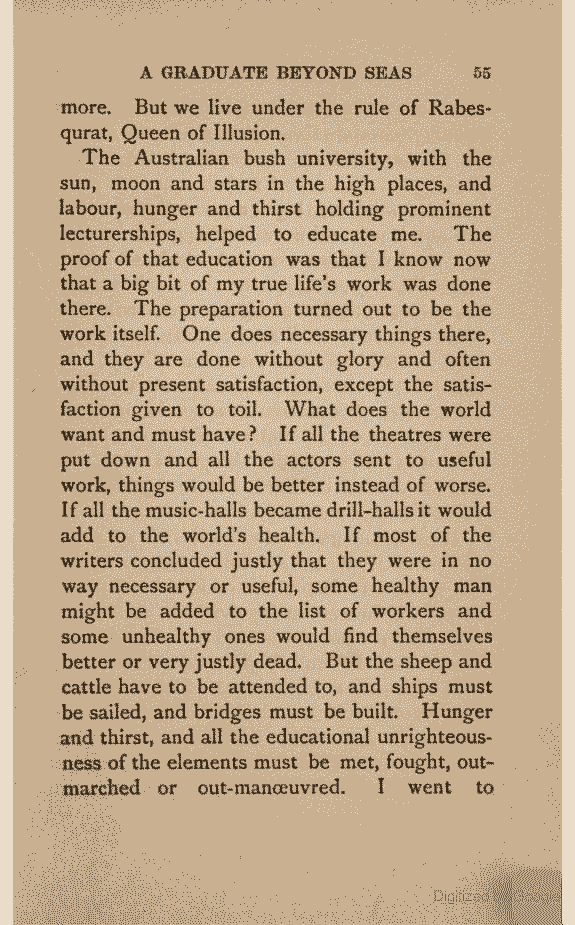 A GRADUATE BEYOND SEAS 55
more. But we live under the rule of Rabes-
qurat, Queen of Illusion.
The Australian bush university, with the
sun, moon and stars in the high places, and
labour, hunger and thirst holding prominent
lecturerships, helped to educate me. The
proof of that education was that I know now
that a big bit of my true life's work was done
there. The preparation turned out to be the
work itself. One does necessary things there,
and they are done without glory and often
without present satisfaction, except the satis-
faction given to toil. What does the world
want and must have? If all the theatres were
put down and all the actors sent to useful
work, things would be better instead of worse.
If all the music-halls became drill-halls it would
add to the world's health. If most of the
writers concluded justly that they were in no
way necessary or useful, some healthy man
might be added to the list of workers and
some unhealthy ones would find themselves
better or very justly dead. But the sheep and
cattle have to be attended to, and ships must
be sailed, and bridges must be built. Hunger
and thirst, and all the educational unrighteous-
ness of the elements must be met, fought, out-
marched or out-manœuvred. I went to
Digitized by Google